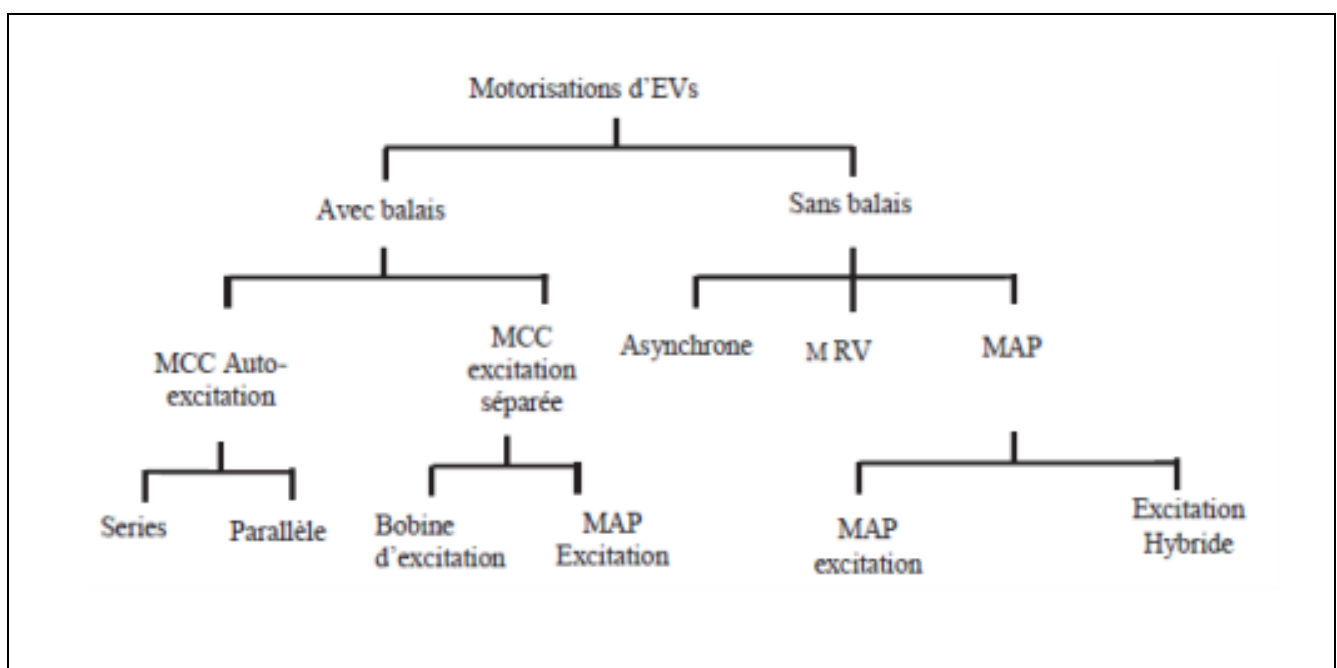 Motorisations d'EVs
Avec balais
Sans balais
MCC Auto-
excitation
MCC
excitation
séparée
Asynchrone
M RV
MAP
Series
Parallèle
Bobine
d'excitation
MAP
Excitation
MAP
excitation
Excitation
Hybride